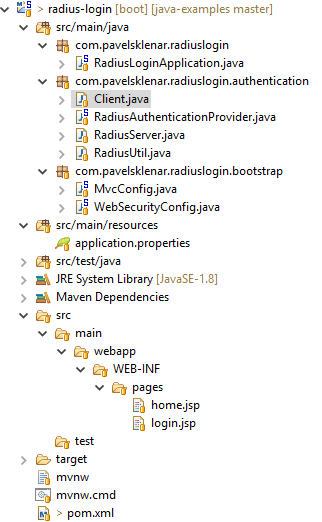 > radius-login [boot] [java-examples master]
src/main/java
com.pavelsklenar.radiuslogin
RadiusLoginApplication.java
com.pavelsklenar.radiuslogin.authentication
Client.java
RadiusAuthenticationProvider.java
RadiusServer.java
RadiusUtil.java
com.pavelsklenar.radiuslogin.bootstrap
MvcConfig.java
WebSecurityConfig.java
src/main/resources
application.properties
src/test/java
JRE System Library [JavaSE-1.8]
Maven Dependencies
src
main
webapp
WEB-INF
pages
home.jsp
login.jsp
test
target
mvnw
mvnw.cmd
> pom.xml